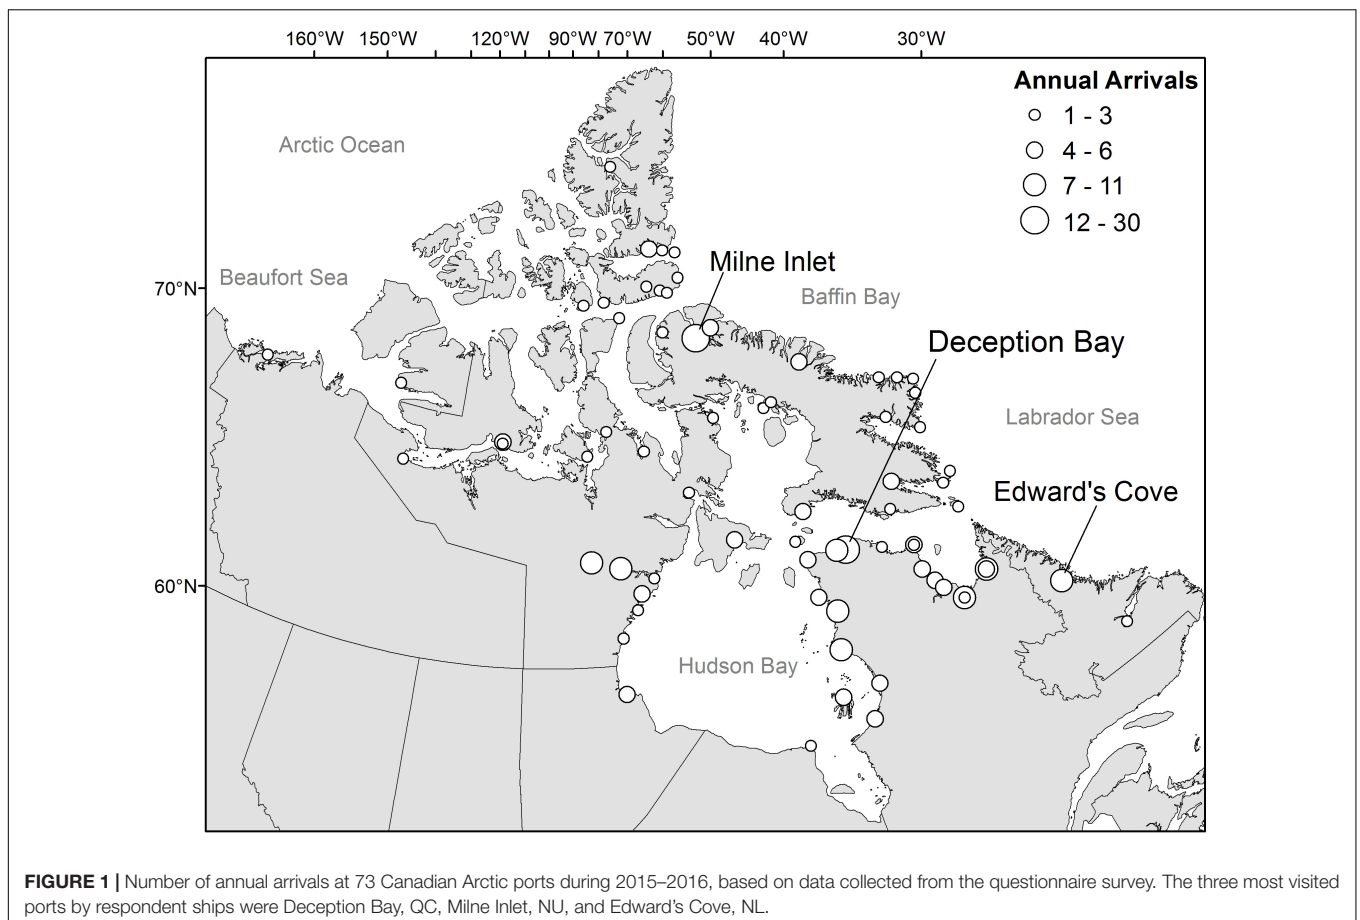 160°W 150°W 120°W 90°W 70°W 50°W 40°W 30°W
Annual Arrivals
1 - 3
Arctic Ocean
4 - 6
7 - 11
12 - 30
Milne Inlet
Beaufort Sea
70°N
Baffin Bay
Deception Bay
Labrador Sea
Edward's Cove
60°N
Hudson Bay
FIGURE 1 | Number of annual arrivals at 73 Canadian Arctic ports during 2015–2016, based on data collected from the questionnaire survey. The three most visited
ports by respondent ships were Deception Bay, QC, Milne Inlet, NU, and Edward’s Cove, NL.